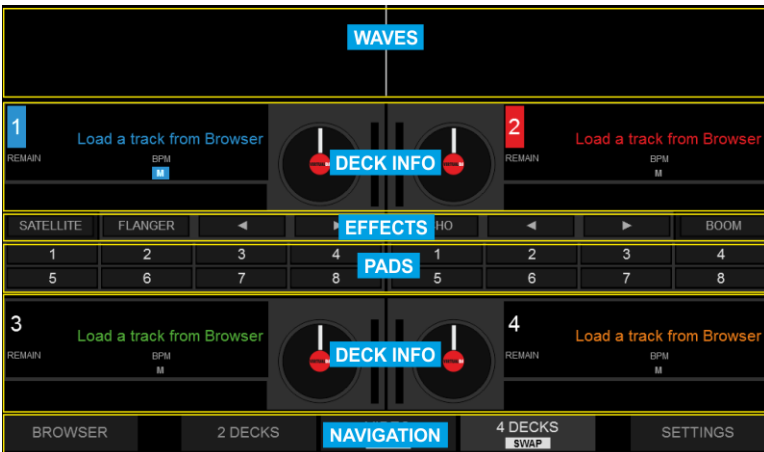 WAVES
1
Load a track from Browser
REMAIN
BPM
M
DECK INFO
2
Load a track from Browser
REMAIN
BPM
M
SATELLITE FLANGER ◄ EFFECTS HO ◄ ► BOOM
1 2 3 4 1 2 3 4
PADS
5 6 7 8 5 6 7 8
3
Load a track from Browser
REMAIN
BPM
M
DECK INFO
4
Load a track from Browser
REMAIN
BPM
M
BROWSER 2 DECKS NAVIGATION 4 DECKS SETTINGS
SWAP